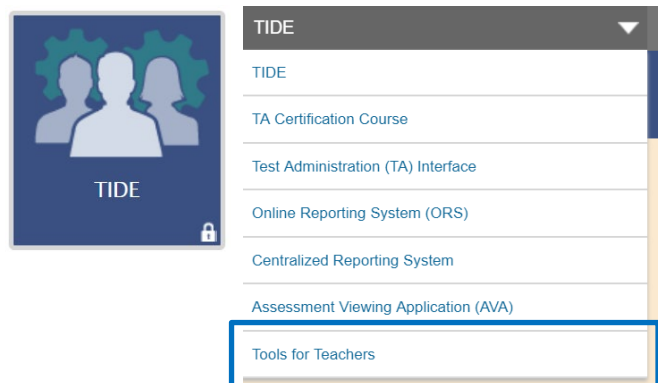 TIDE
TIDE
TIDE
TA Certification Course
Test Administration (TA) Interface
Online Reporting System (ORS)
Centralized Reporting System
Assessment Viewing Application (AVA)
Tools for Teachers